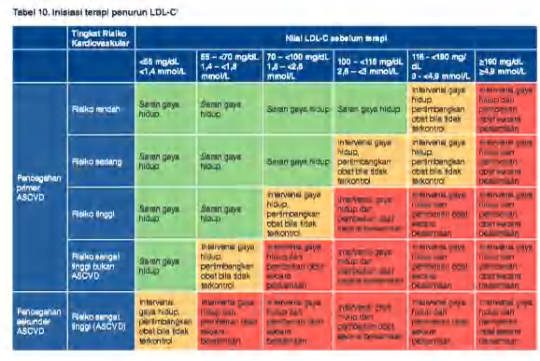 Tabel 10. Inisiasi terapi penurun LDL-C
Tingkat Risiko
Kardiovaskular
Nilai LDL-C sebelum terapi
<55 mg/dL
<1,4 mmol/L
55 – <70 mg/dL
1,4 – <1,8
mmol/L
70 – <100 mg/dL
1,8 – <2,6
mmol/L
100 – <116 mg/dL
2,6 – <3 mmol/L
116 – <190 mg/
dL
3 - <4,9 mmol/L
≥190 mg/dL
≥4,9 mmol/L
Pencegahan
primer
ASCVD
Risiko rendah
Saran gaya
hidup
Saran gaya
hidup
Saran gaya hidup
Saran gaya hidup
Intervensi gaya
hidup,
pertimbangkan
obat bila tidak
terkontrol
Intervensi gaya
hidup dan
pemberian
obat secara
bersamaan
Risiko sedang
Saran gaya
hidup
Saran gaya
hidup
Saran gaya hidup
Intervensi gaya
hidup,
pertimbangkan
obat bila tidak
terkontrol
Intervensi gaya
hidup,
pertimbangkan
obat bila tidak
terkontrol
Intervensi gaya
hidup dan
pemberian
obat secara
bersamaan
Risiko tinggi
Saran gaya
hidup
Saran gaya
hidup
Intervensi gaya
hidup,
pertimbangkan
obat bila tidak
terkontrol
Intervensi gaya
hidup dan
pemberian obat
secara bersamaan
Intervensi gaya
hidup dan
pemberian obat
secara
bersamaan
Intervensi gaya
hidup dan
pemberian obat
secara
bersamaan
Risiko sangat
tinggi bukan
ASCVD
Saran gaya
hidup
Intervensi gaya
hidup,
pertimbangkan
obat bila tidak
terkontrol
Intervensi gaya
hidup dan
pemberian obat
secara
bersamaan
Intervensi gaya
hidup dan
pemberian obat
secara bersamaan
Intervensi gaya
hidup dan
pemberian obat
secara
bersamaan
Intervensi gaya
hidup dan
pemberian obat
secara
bersamaan
Pencegahan
sekunder
ASCVD
Risiko sangat
tinggi (ASCVD)
Intervensi
gaya hidup,
pertimbangkan
obat bila tidak
terkontrol
Intervensi gaya
hidup dan
pemberian obat
secara
bersamaan
Intervensi gaya
hidup dan
pemberian obat
secara
bersamaan
Intervensi gaya
hidup dan
pemberian obat
secara bersamaan
Intervensi gaya
hidup dan
pemberian obat
secara
bersamaan
Intervensi gaya
hidup dan
pemberian obat
secara
bersamaan